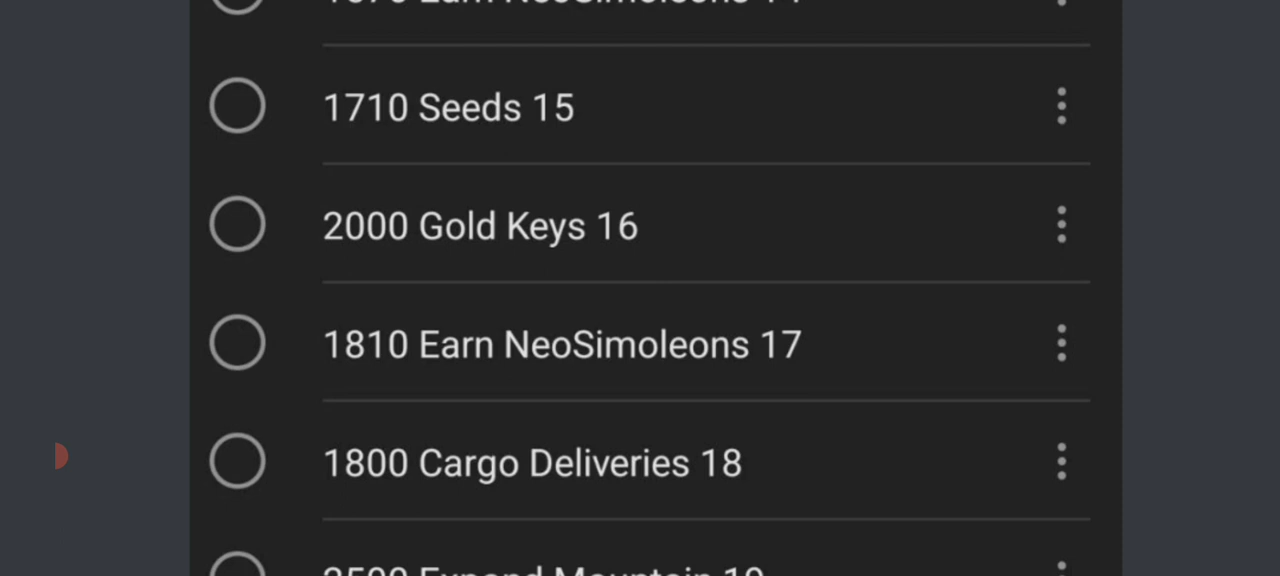 1710 Seeds 15
2000 Gold Keys 16
1810 Earn NeoSimoleons 17
1800 Cargo Deliveries 18